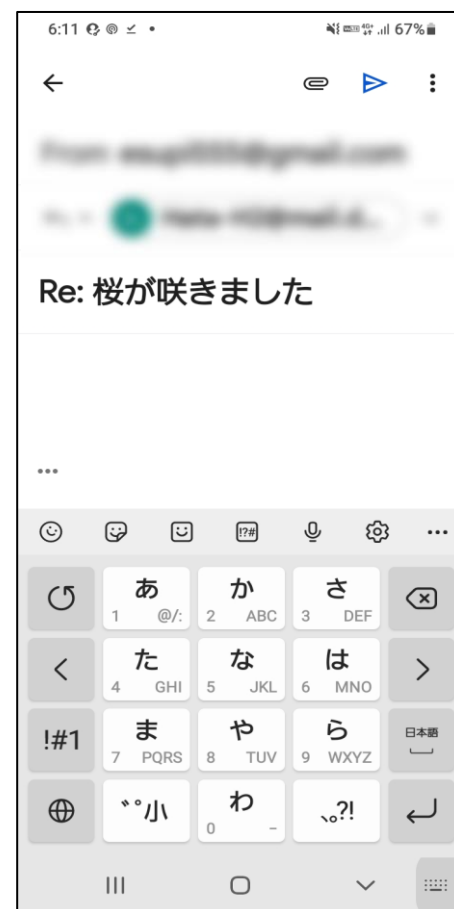 6:11 67%
Re: 桜が咲きました
!?#
あ か さ
1 @/: 2 ABC 3 DEF
た な は
4 GHI 5 JKL 6 MNO
!#1 ま や ら 日本語
7 PQRS 8 TUV 9 WXYZ
゛゜小 わ 、。?!
0 -